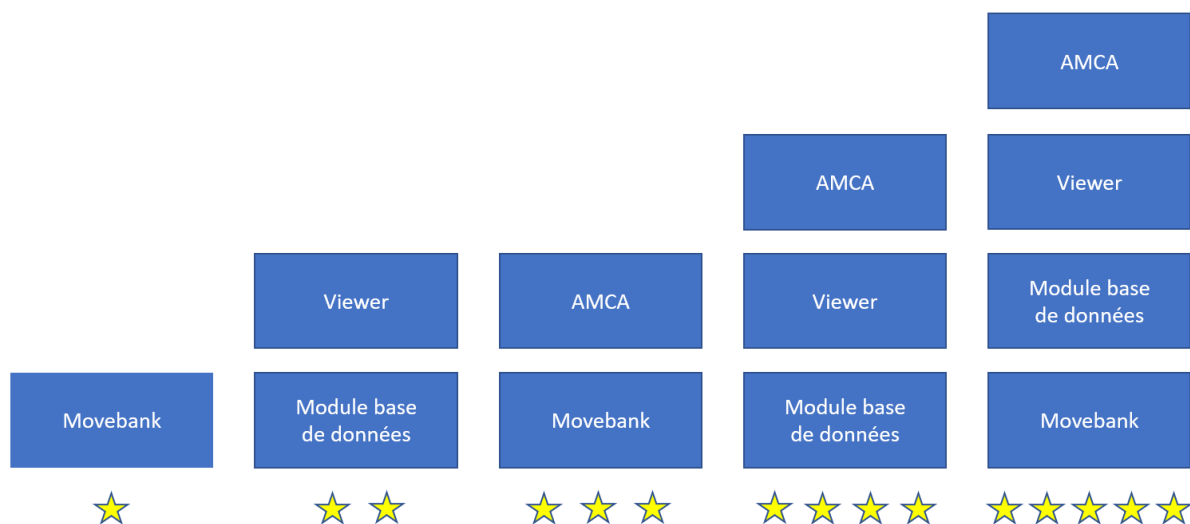 AMCA
AMCA
Viewer
Viewer
AMCA
Viewer
Module base
de données
Movebank
Module base
de données
Movebank
Module base
de données
Movebank